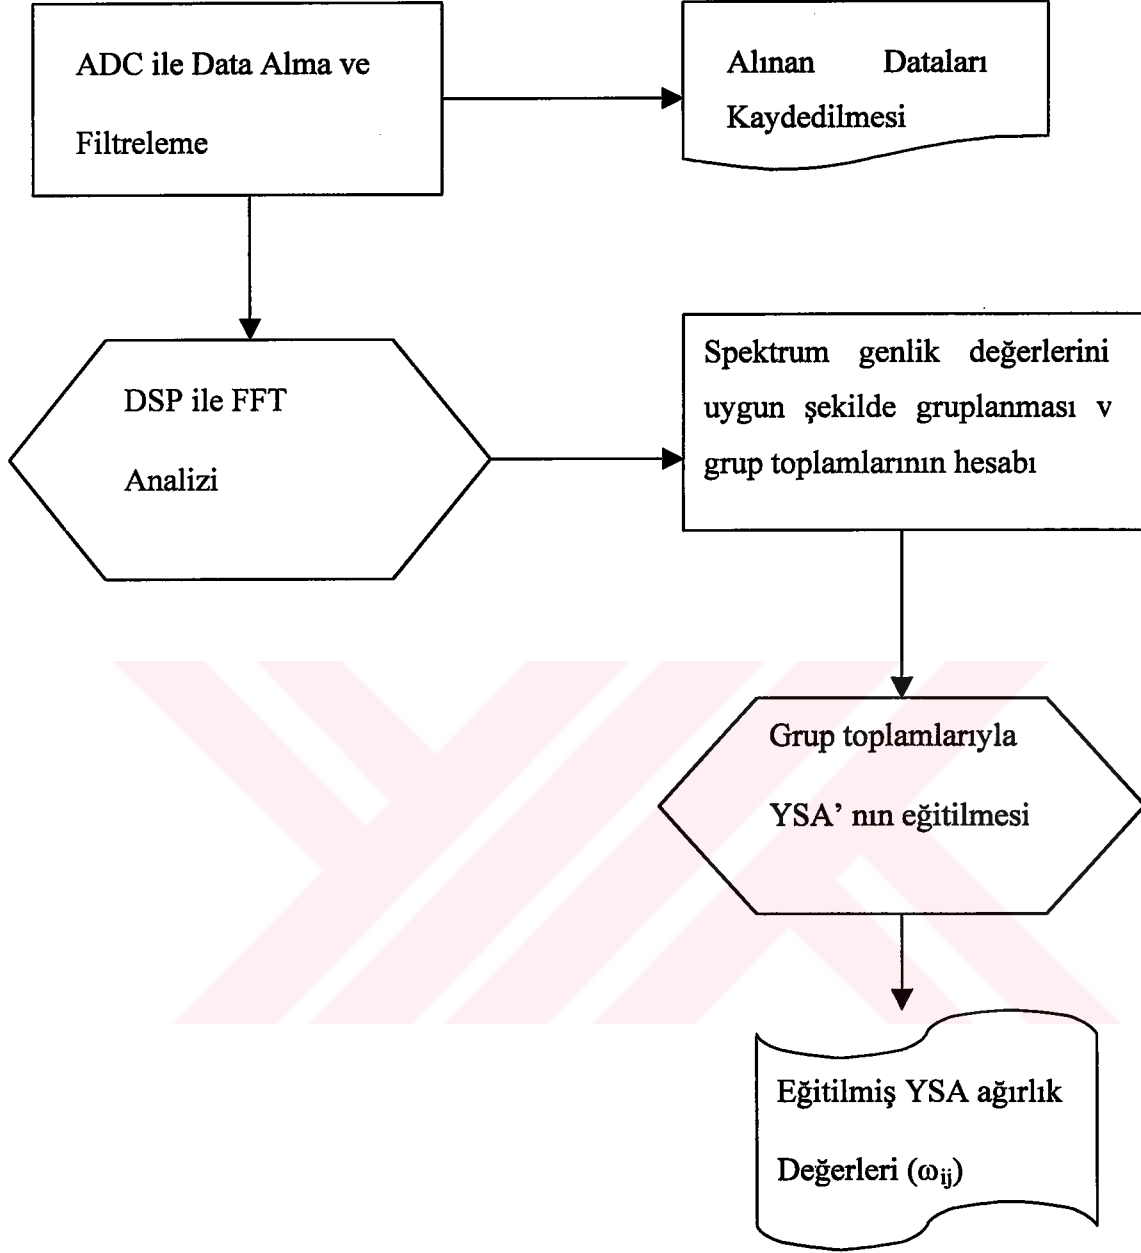 ADC ile Data Alma ve
Filtreleme
Alınan Dataları
Kaydedilmesi
DSP ile FFT
Analizi
Spektrum genlik değerlerini
uygun şekilde gruplanması v
grup toplamlarının hesabı
Grup toplamlarıyla
YSA’ nın eğitilmesi
Eğitilmiş YSA ağırlık
Değerleri (ωij)